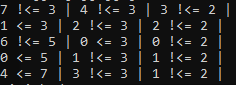 7 !<= 3 | 4 !<= 3 | 3 !<= 2 |
1 <= 3 | 2 !<= 3 | 2 !<= 2 |
6 !<= 5 | 0 <= 3 | 0 <= 2 |
0 <= 5 | 1 !<= 3 | 1 !<= 2 |
4 <= 7 | 3 !<= 3 | 1 !<= 2 |